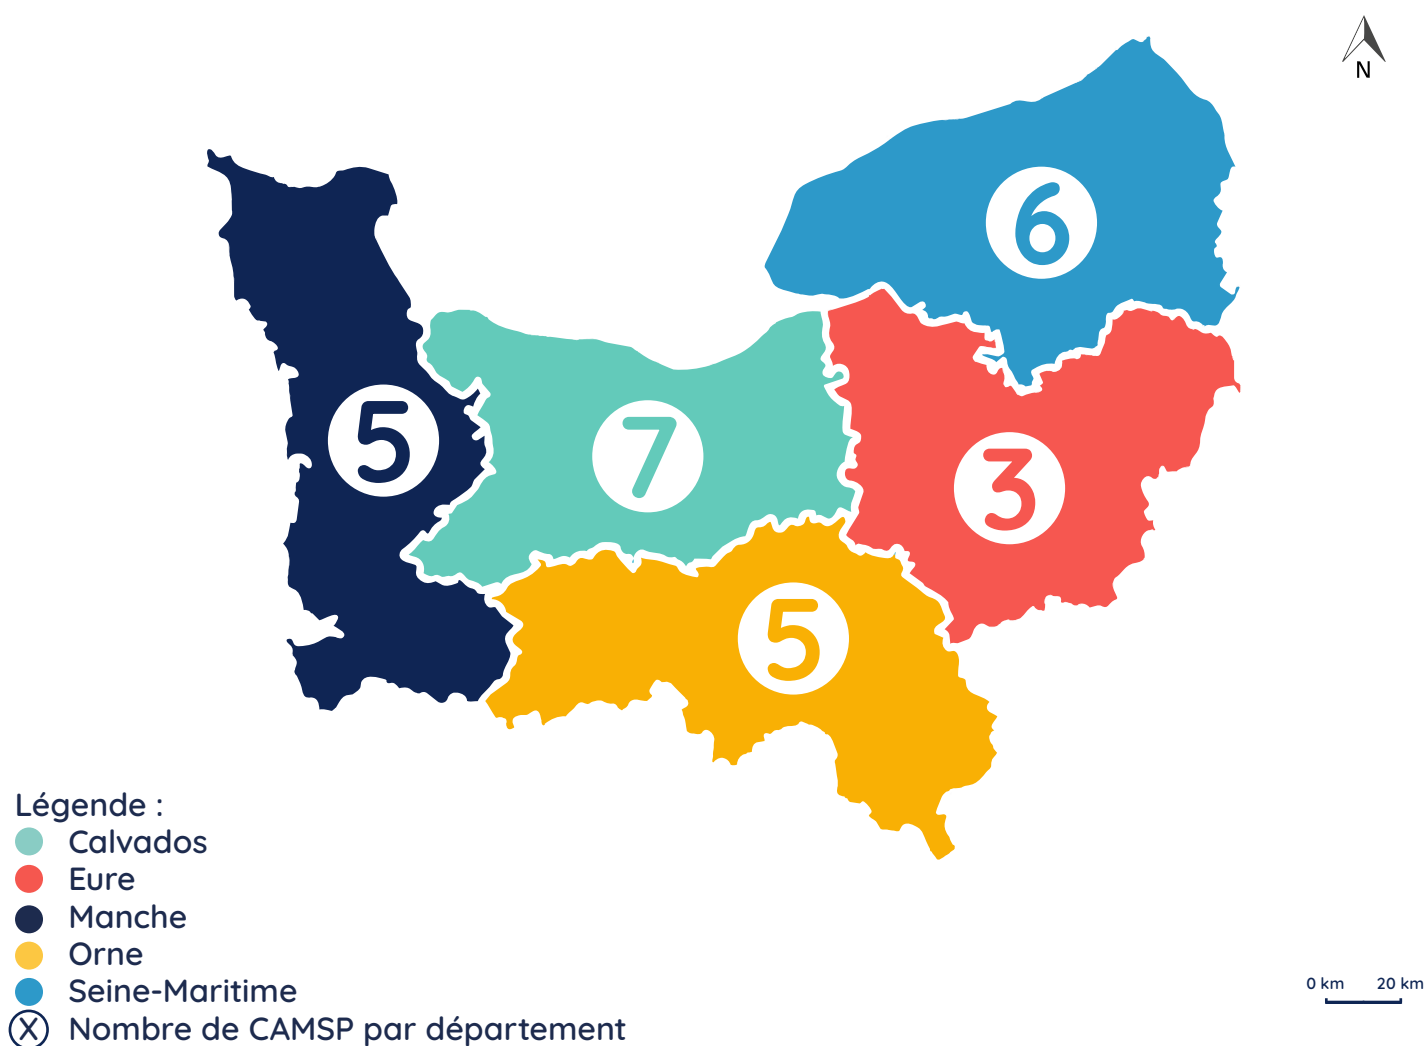 N
6
5
7
3
5
Légende :
Calvados
Eure
Manche
Orne
Seine-Maritime
0 km 20 km
X Nombre de CAMSP par département